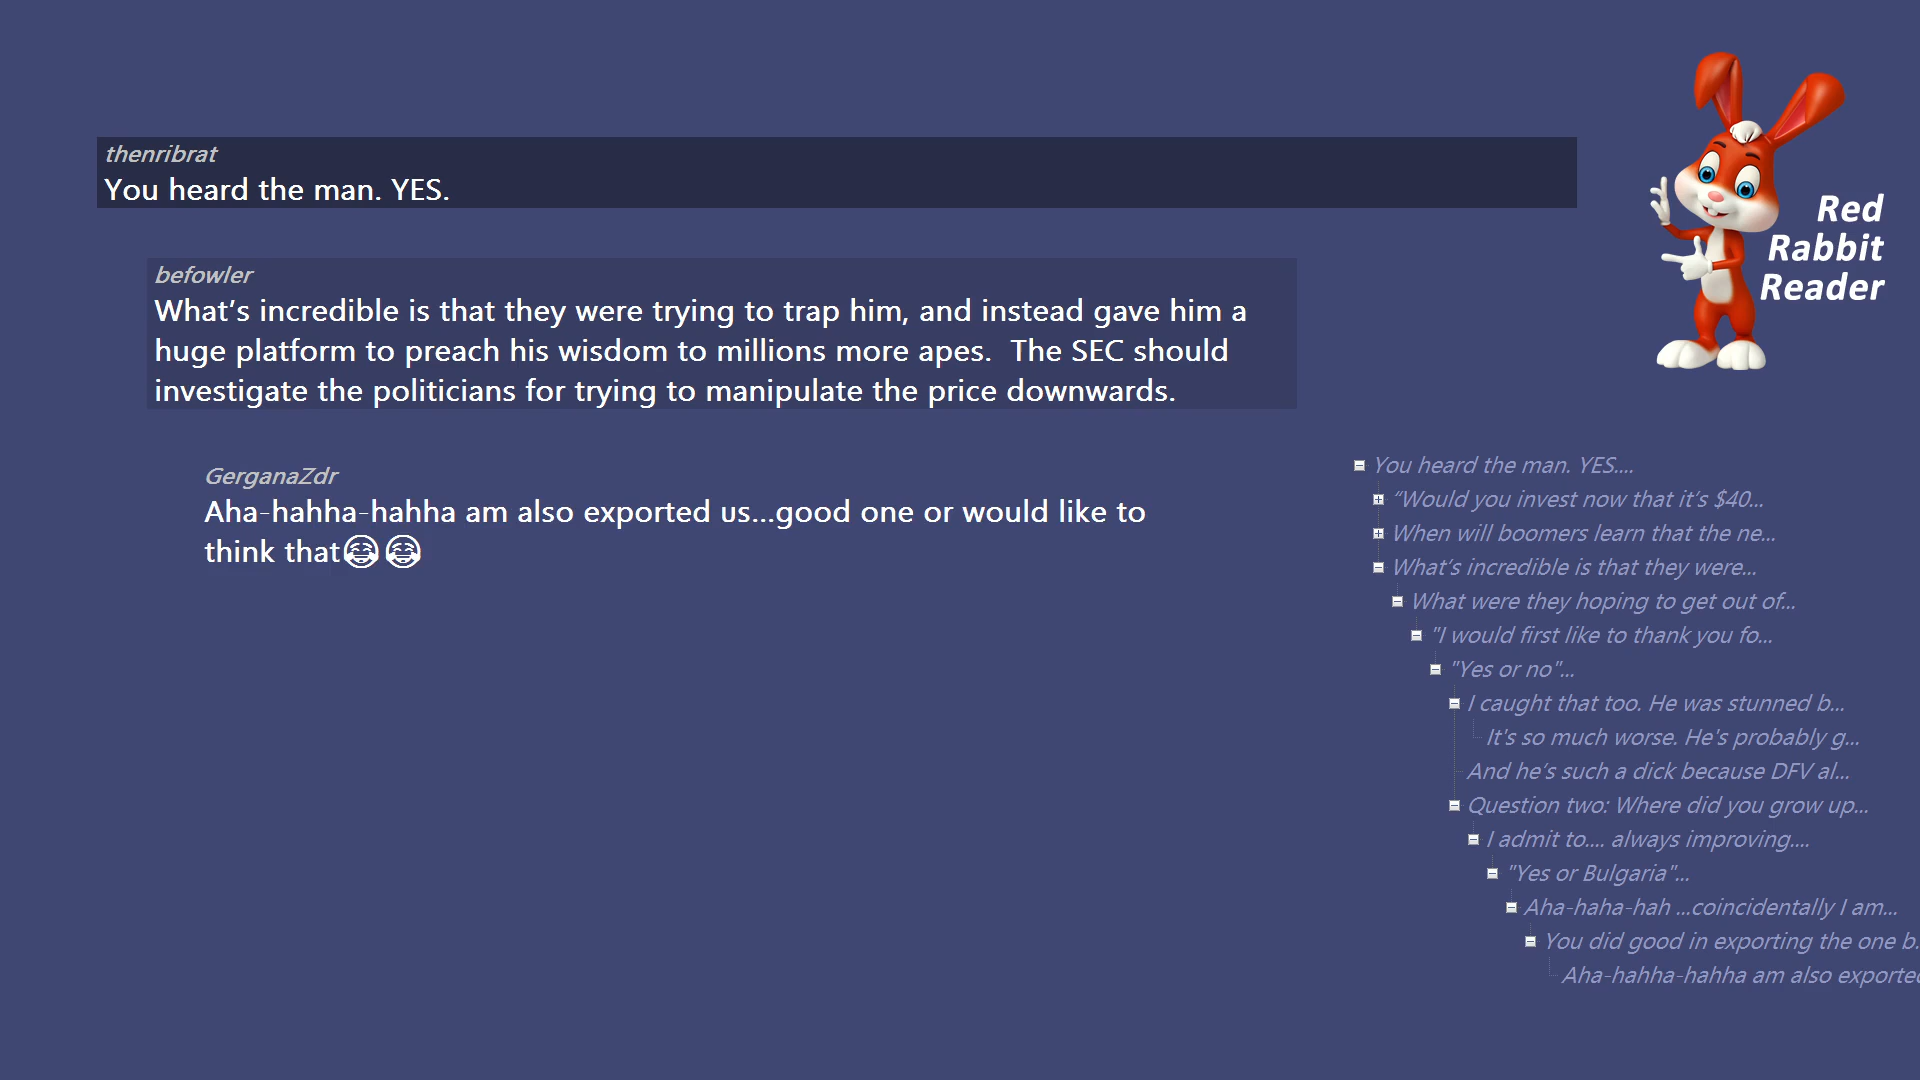 thenribrat
You heard the man. YES.
befowler
What’s incredible is that they were trying to trap him, and instead gave him a
huge platform to preach his wisdom to millions more apes.  The SEC should
investigate the politicians for trying to manipulate the price downwards.
GerganaZdr
Aha-hahha-hahha am also exported us...good one or would like to
think that😂😂
Red
Rabbit
Reader
You heard the man. YES....
“Would you invest now that it’s $40...
When will boomers learn that the ne...
What’s incredible is that they were...
What were they hoping to get out of...
"I would first like to thank you fo...
"Yes or no"...
I caught that too. He was stunned b...
It's so much worse. He's probably g...
And he’s such a dick because DFV al...
Question two: Where did you grow up...
I admit to.... always improving....
"Yes or Bulgaria"...
Aha-haha-hah ...coincidentally I am...
You did good in exporting the one b.
Aha-hahha-hahha am also exported